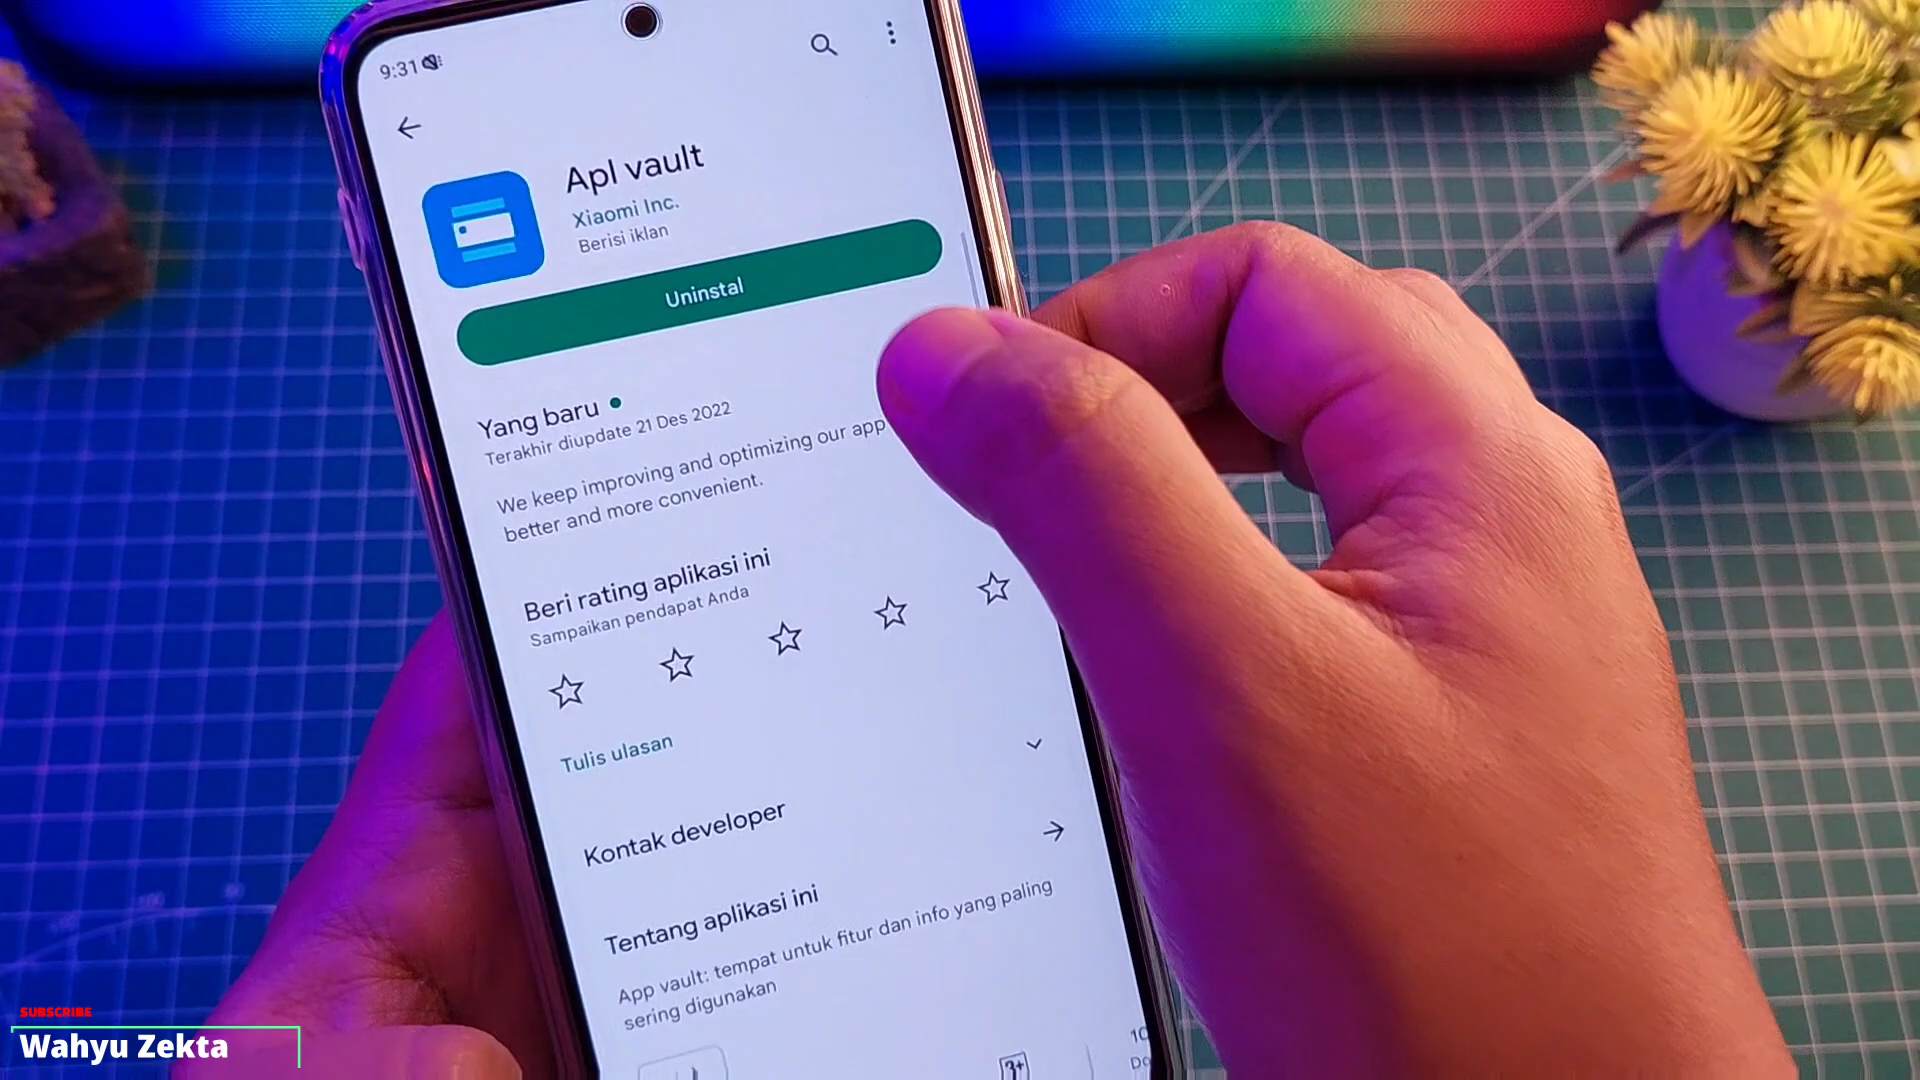 9:31
Apl vault
Xiaomi Inc.
Berisi iklan
Uninstal
Yang baru
Terakhir diupdate 21 Des 2022
We keep improving and optimizing our app
better and more convenient.
Beri rating aplikasi ini
Sampaikan pendapat Anda
Tulis ulasan
Kontak developer
Tentang aplikasi ini
App vault: tempat untuk fitur dan info yang paling
sering digunakan
3+
SUBSCRIBE
Wahyu Zekta